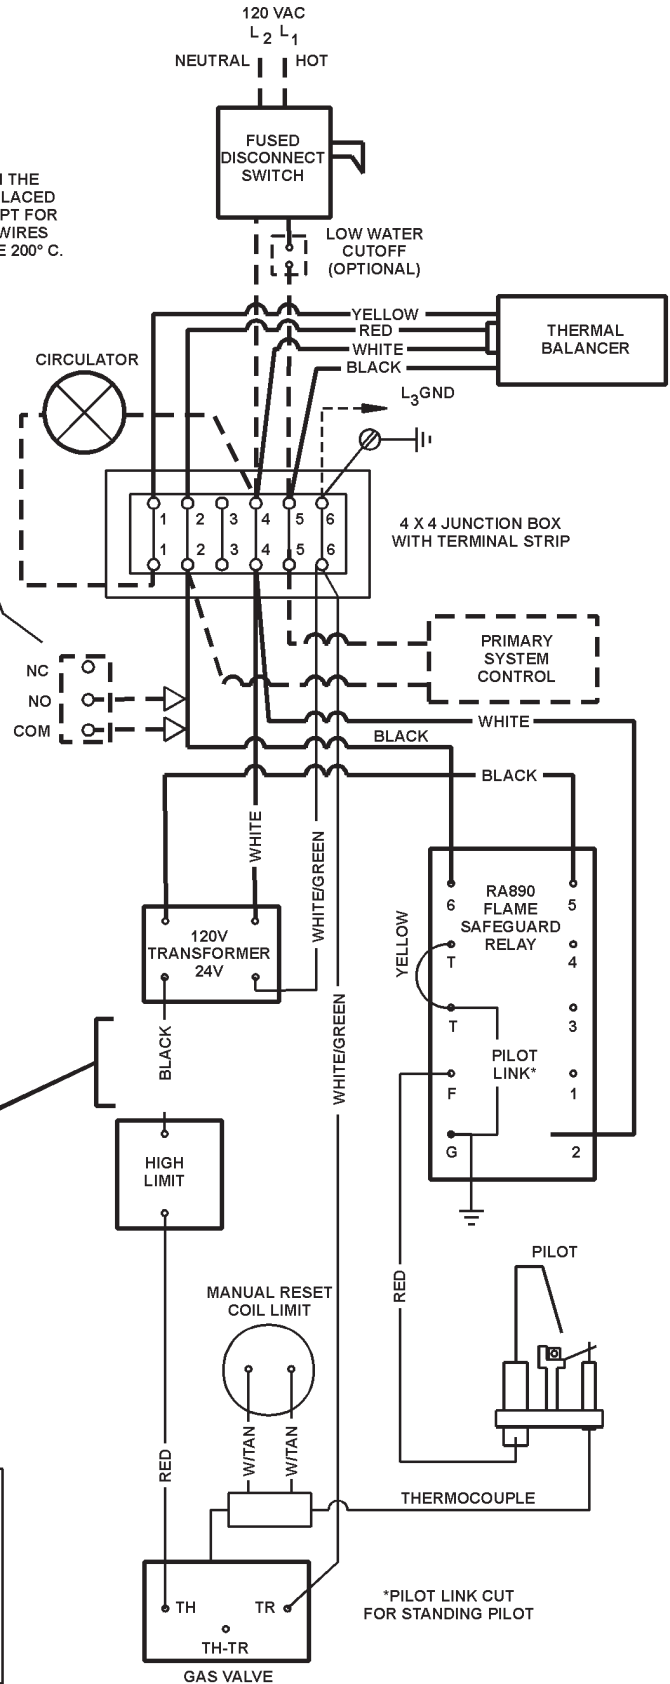 120 VAC
L2 L1
NEUTRAL HOT
FUSED
DISCONNECT
SWITCH
THE
LACED
PT FOR
WIRES
E 200° C.
LOW WATER
CUTOFF
(OPTIONAL)
YELLOW
RED
WHITE
BLACK
THERMAL
BALANCER
CIRCULATOR
L3GND
1 2 3 4 5 6
1 2 3 4 5 6
4 X 4 JUNCTION BOX
WITH TERMINAL STRIP
PRIMARY
SYSTEM
CONTROL
NC
NO
COM
WHITE
BLACK
BLACK
WHITE
WHITE/GREEN
120V
TRANSFORMER
24V
RA890
FLAME
SAFEGUARD
RELAY
6 5
YELLOW
T 4
T 3
PILOT
LINK*
F 1
G 2
BLACK
WHITE/GREEN
HIGH
LIMIT
RED
PILOT
MANUAL RESET
COIL LIMIT
RED
W/TAN
W/TAN
THERMOCOUPLE
TH TR
TH-TR
GAS VALVE
*PILOT LINK CUT
FOR STANDING PILOT